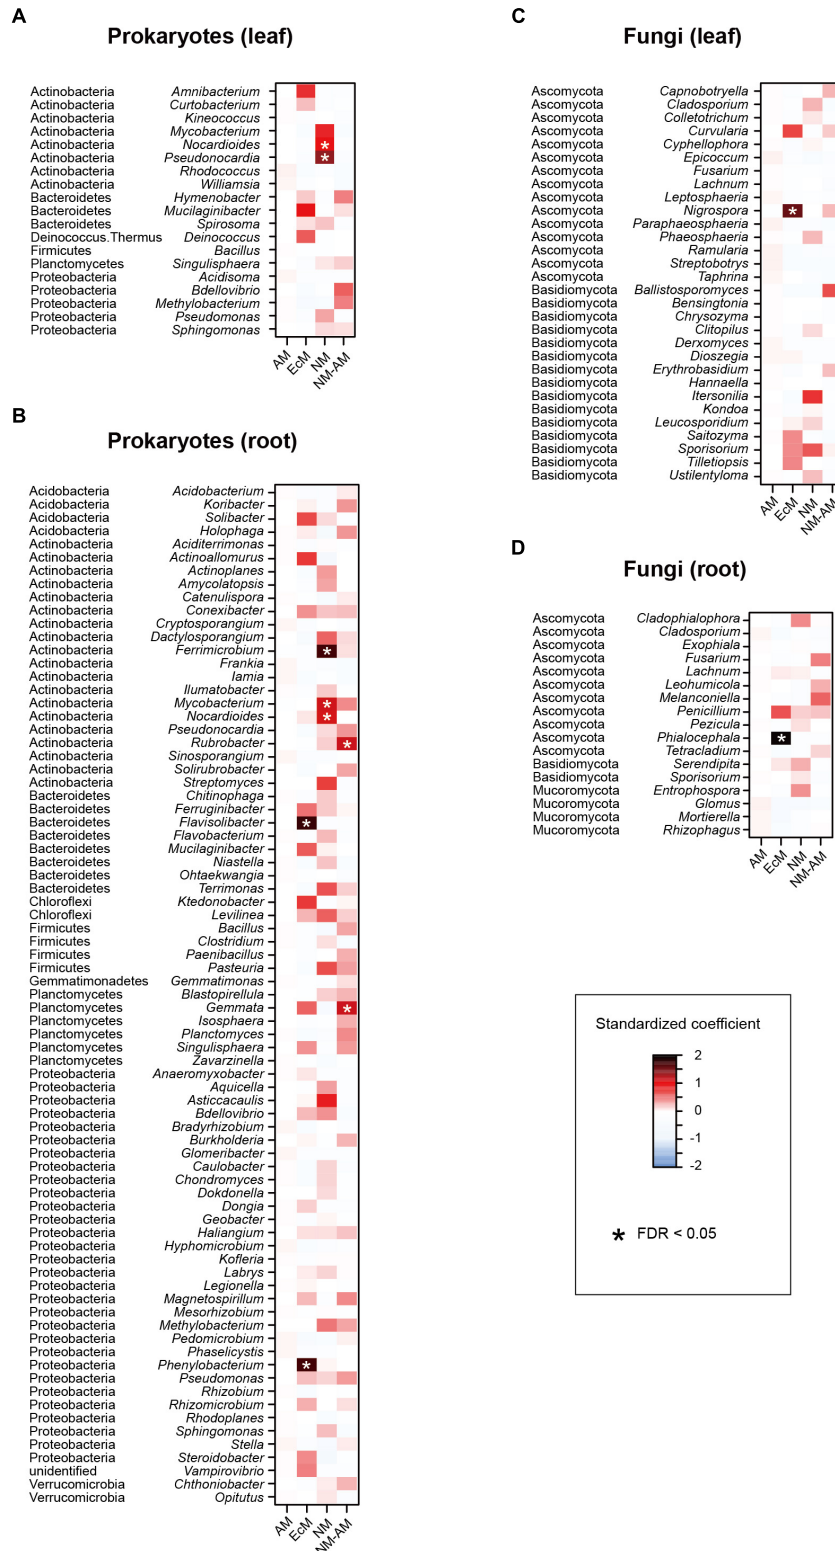 A
Prokaryotes (leaf)
Actinobacteria Amnibacterium
Actinobacteria Curtobacterium
Actinobacteria Kineococcus
Actinobacteria Mycobacterium
Actinobacteria Nocardioides *
Actinobacteria Pseudonocardia *
Actinobacteria Rhodococcus
Actinobacteria Williamsia
Bacteroidetes Hymenobacter
Bacteroidetes Mucilaginibacter
Bacteroidetes Spirosoma
Deinococcus.Thermus Deinococcus
Firmicutes Bacillus
Planctomycetes Singulisphaera
Proteobacteria Acidisoma
Proteobacteria Bdellovibrio
Proteobacteria Methylobacterium
Proteobacteria Pseudomonas
Proteobacteria Sphingomonas
AM EcM NM NM-AM
B
Prokaryotes (root)
Acidobacteria Acidobacterium
Acidobacteria Koribacter
Acidobacteria Solibacter
Acidobacteria Holophaga
Actinobacteria Aciditerrimonas
Actinobacteria Actinoallomurus
Actinobacteria Actinoplanes
Actinobacteria Amycolatopsis
Actinobacteria Catenulispora
Actinobacteria Conexibacter
Actinobacteria Cryptosporangium
Actinobacteria Dactylosporangium
Actinobacteria Ferrimicrobium *
Actinobacteria Frankia
Actinobacteria Iamia
Actinobacteria Ilumatobacter
Actinobacteria Mycobacterium *
Actinobacteria Nocardioides *
Actinobacteria Pseudonocardia
Actinobacteria Rubrobacter *
Actinobacteria Sinosporangium
Actinobacteria Solirubrobacter
Actinobacteria Streptomyces
Bacteroidetes Chitinophaga
Bacteroidetes Ferruginibacter
Bacteroidetes Flavisolibacter *
Bacteroidetes Flavobacterium
Bacteroidetes Mucilaginibacter
Bacteroidetes Niastella
Bacteroidetes Ohtaekwangia
Bacteroidetes Terrimonas
Chloroflexi Ktedonobacter
Chloroflexi Levilinea
Firmicutes Bacillus
Firmicutes Clostridium
Firmicutes Paenibacillus
Firmicutes Pasteuria
Gemmatimonadetes Gemmatimonas
Planctomycetes Blastopirellula
Planctomycetes Gemmata *
Planctomycetes Isosphaera
Planctomycetes Planctomyces
Planctomycetes Singulisphaera
Planctomycetes Zavarzinella
Proteobacteria Anaeromyxobacter
Proteobacteria Aquicella
Proteobacteria Asticcacaulis
Proteobacteria Bdellovibrio
Proteobacteria Bradyrhizobium
Proteobacteria Burkholderia
Proteobacteria Glomeribacter
Proteobacteria Caulobacter
Proteobacteria Chondromyces
Proteobacteria Dokdonella
Proteobacteria Dongia
Proteobacteria Geobacter
Proteobacteria Haliangium
Proteobacteria Hyphomicrobium
Proteobacteria Kofleria
Proteobacteria Labrys
Proteobacteria Legionella
Proteobacteria Magnetospirillum
Proteobacteria Mesorhizobium
Proteobacteria Methylobacterium
Proteobacteria Pedomicrobium
Proteobacteria Phaselicystis
Proteobacteria Phenylobacterium *
Proteobacteria Pseudomonas
Proteobacteria Rhizobium
Proteobacteria Rhizomicrobium
Proteobacteria Rhodoplanes
Proteobacteria Sphingomonas
Proteobacteria Stella
Proteobacteria Steroidobacter
unidentified Vampirovibrio
Verrucomicrobia Chthoniobacter
Verrucomicrobia Opitutus
AM EcM NM NM-AM
C
Fungi (leaf)
Ascomycota Capnobotryella
Ascomycota Cladosporium
Ascomycota Colletotrichum
Ascomycota Curvularia
Ascomycota Cyphellophora
Ascomycota Epicoccum
Ascomycota Fusarium
Ascomycota Lachnum
Ascomycota Leptosphaeria
Ascomycota Nigrospora *
Ascomycota Paraphaeosphaeria
Ascomycota Phaeosphaeria
Ascomycota Ramularia
Ascomycota Streptobotrys
Ascomycota Taphrina
Basidiomycota Ballistosporomyces
Basidiomycota Bensingtonia
Basidiomycota Chrysozyma
Basidiomycota Clitopilus
Basidiomycota Derxomyces
Basidiomycota Dioszegia
Basidiomycota Erythrobasidium
Basidiomycota Hannaella
Basidiomycota Itersonilia
Basidiomycota Kondoa
Basidiomycota Leucosporidium
Basidiomycota Saitozyma
Basidiomycota Sporisorium
Basidiomycota Tilletiopsis
Basidiomycota Ustilentyloma
AM EcM NM NM-AM
D
Fungi (root)
Ascomycota Cladophialophora
Ascomycota Cladosporium
Ascomycota Exophiala
Ascomycota Fusarium
Ascomycota Lachnum
Ascomycota Leohumicola
Ascomycota Melanconiella
Ascomycota Penicillium
Ascomycota Pezicula
Ascomycota Phialocephala *
Ascomycota Tetracladium
Basidiomycota Serendipita
Basidiomycota Sporisorium
Mucoromycota Entrophospora
Mucoromycota Glomus
Mucoromycota Mortierella
Mucoromycota Rhizophagus
AM EcM NM NM-AM
Standardized coefficient
2
1
0
-1
-2
* FDR < 0.05